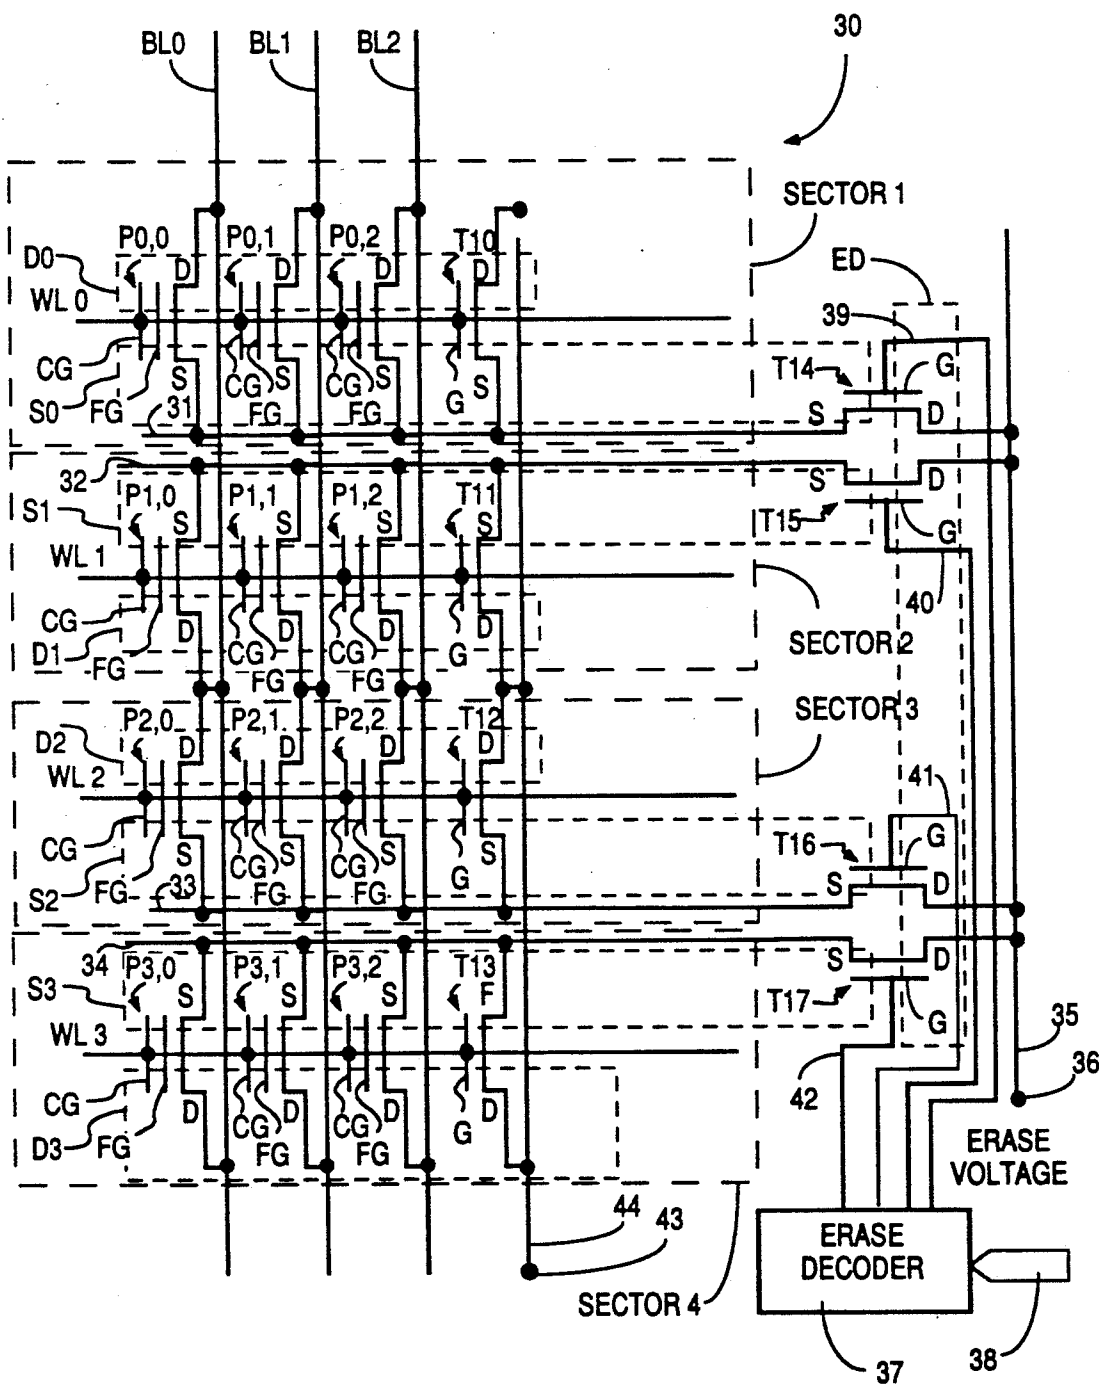 30
BL0 BL1 BL2
SECTOR 1
P0,0 P0,1 P0,2 T10
D0 D D D D
ED
WL 0
39
CG
T14 G
S0 FG S CG S CG S S
FG FG G
31
S D
32
S D
P1,0 P1,1 P1,2 T11
S1 S S S S
T15 G
WL 1
40
CG
D1 FG D CG D CG D D
FG FG G
SECTOR 2
SECTOR 3
P2,0 P2,1 P2,2 T12
D2 D D D D
WL 2
41
CG
T16 G
S2 FG S CG S CG S S
FG FG G
33
S D
34
S D
P3,0 P3,1 P3,2 T13
S3 S S S F
T17 G
WL 3
35
42
36
CG
D3 FG D CG D CG D D
FG FG G
ERASE
VOLTAGE
44 43
ERASE
DECODER
SECTOR 4
37
38